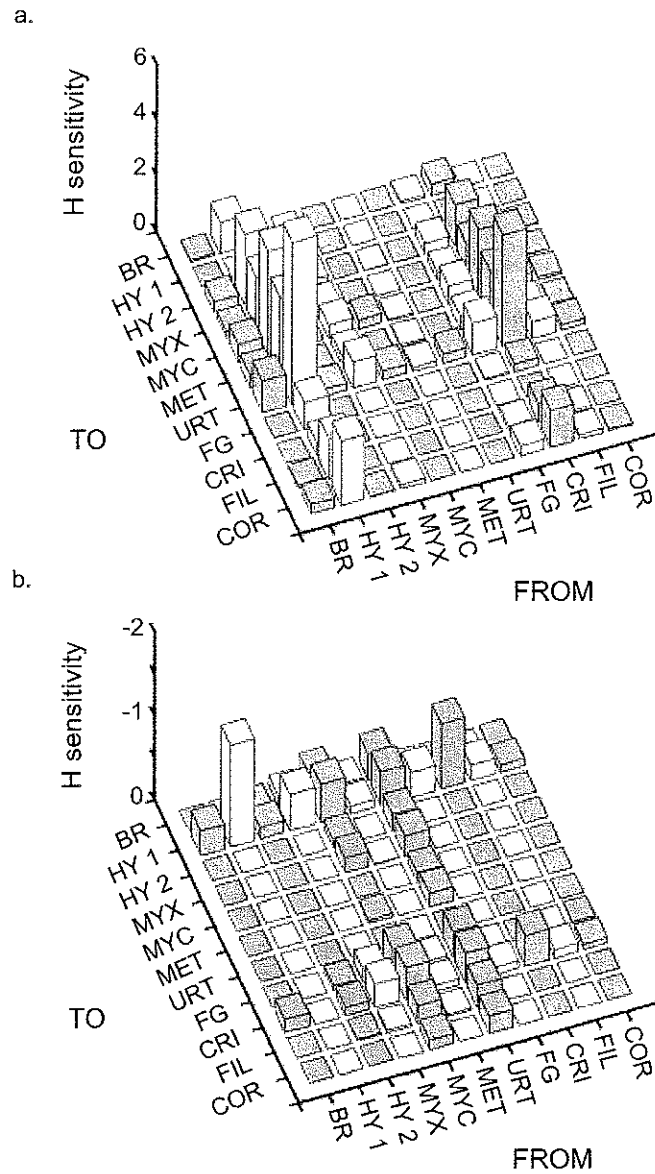 a.
6
4
2
0
H sensitivity
BR
HY 1
HY 2
MYX
MYC
MET
URT
FG
CRI
FIL
COR
TO
BR
HY 1
HY 2
MYX
MYC
MET
URT
FG
CRI
FIL
COR
FROM
b.
-2
-1
0
H sensitivity
BR
HY 1
HY 2
MYX
MYC
MET
URT
FG
CRI
FIL
COR
TO
BR
HY 1
HY 2
MYX
MYC
MET
URT
FG
CRI
FIL
COR
FROM